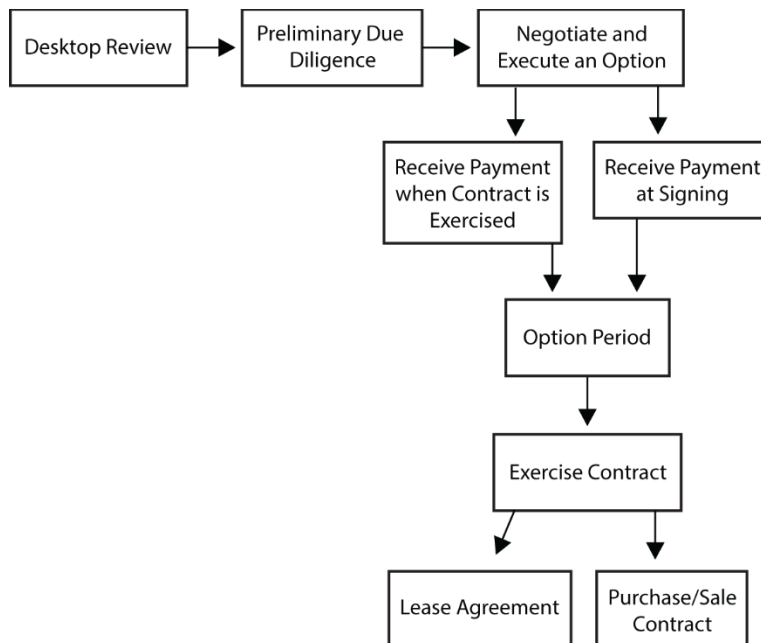 Desktop Review
Preliminary Due
Diligence
Negotiate and
Execute an Option
Receive Payment
when Contract is
Exercised
Receive Payment
at Signing
Option Period
Exercise Contract
Lease Agreement
Purchase/Sale
Contract